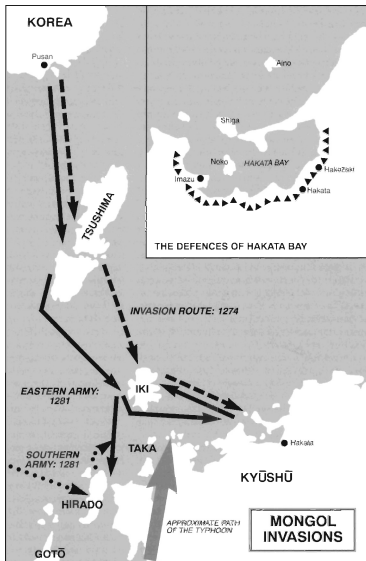 KOREA
Pusan
TSUSHIMA
INVASION ROUTE: 1274
EASTERN ARMY:
1281
IKI
SOUTHERN
ARMY: 1281
TAKA
HIRADO
GOTŌ
Hakata
KYŪSHŪ
APPROXIMATE PATH
OF THE TYPHOON
MONGOL
INVASIONS
Aino
Shiga
Noko
HAKATA BAY
Imazu
Hakozaki
Hakata
THE DEFENCES OF HAKATA BAY